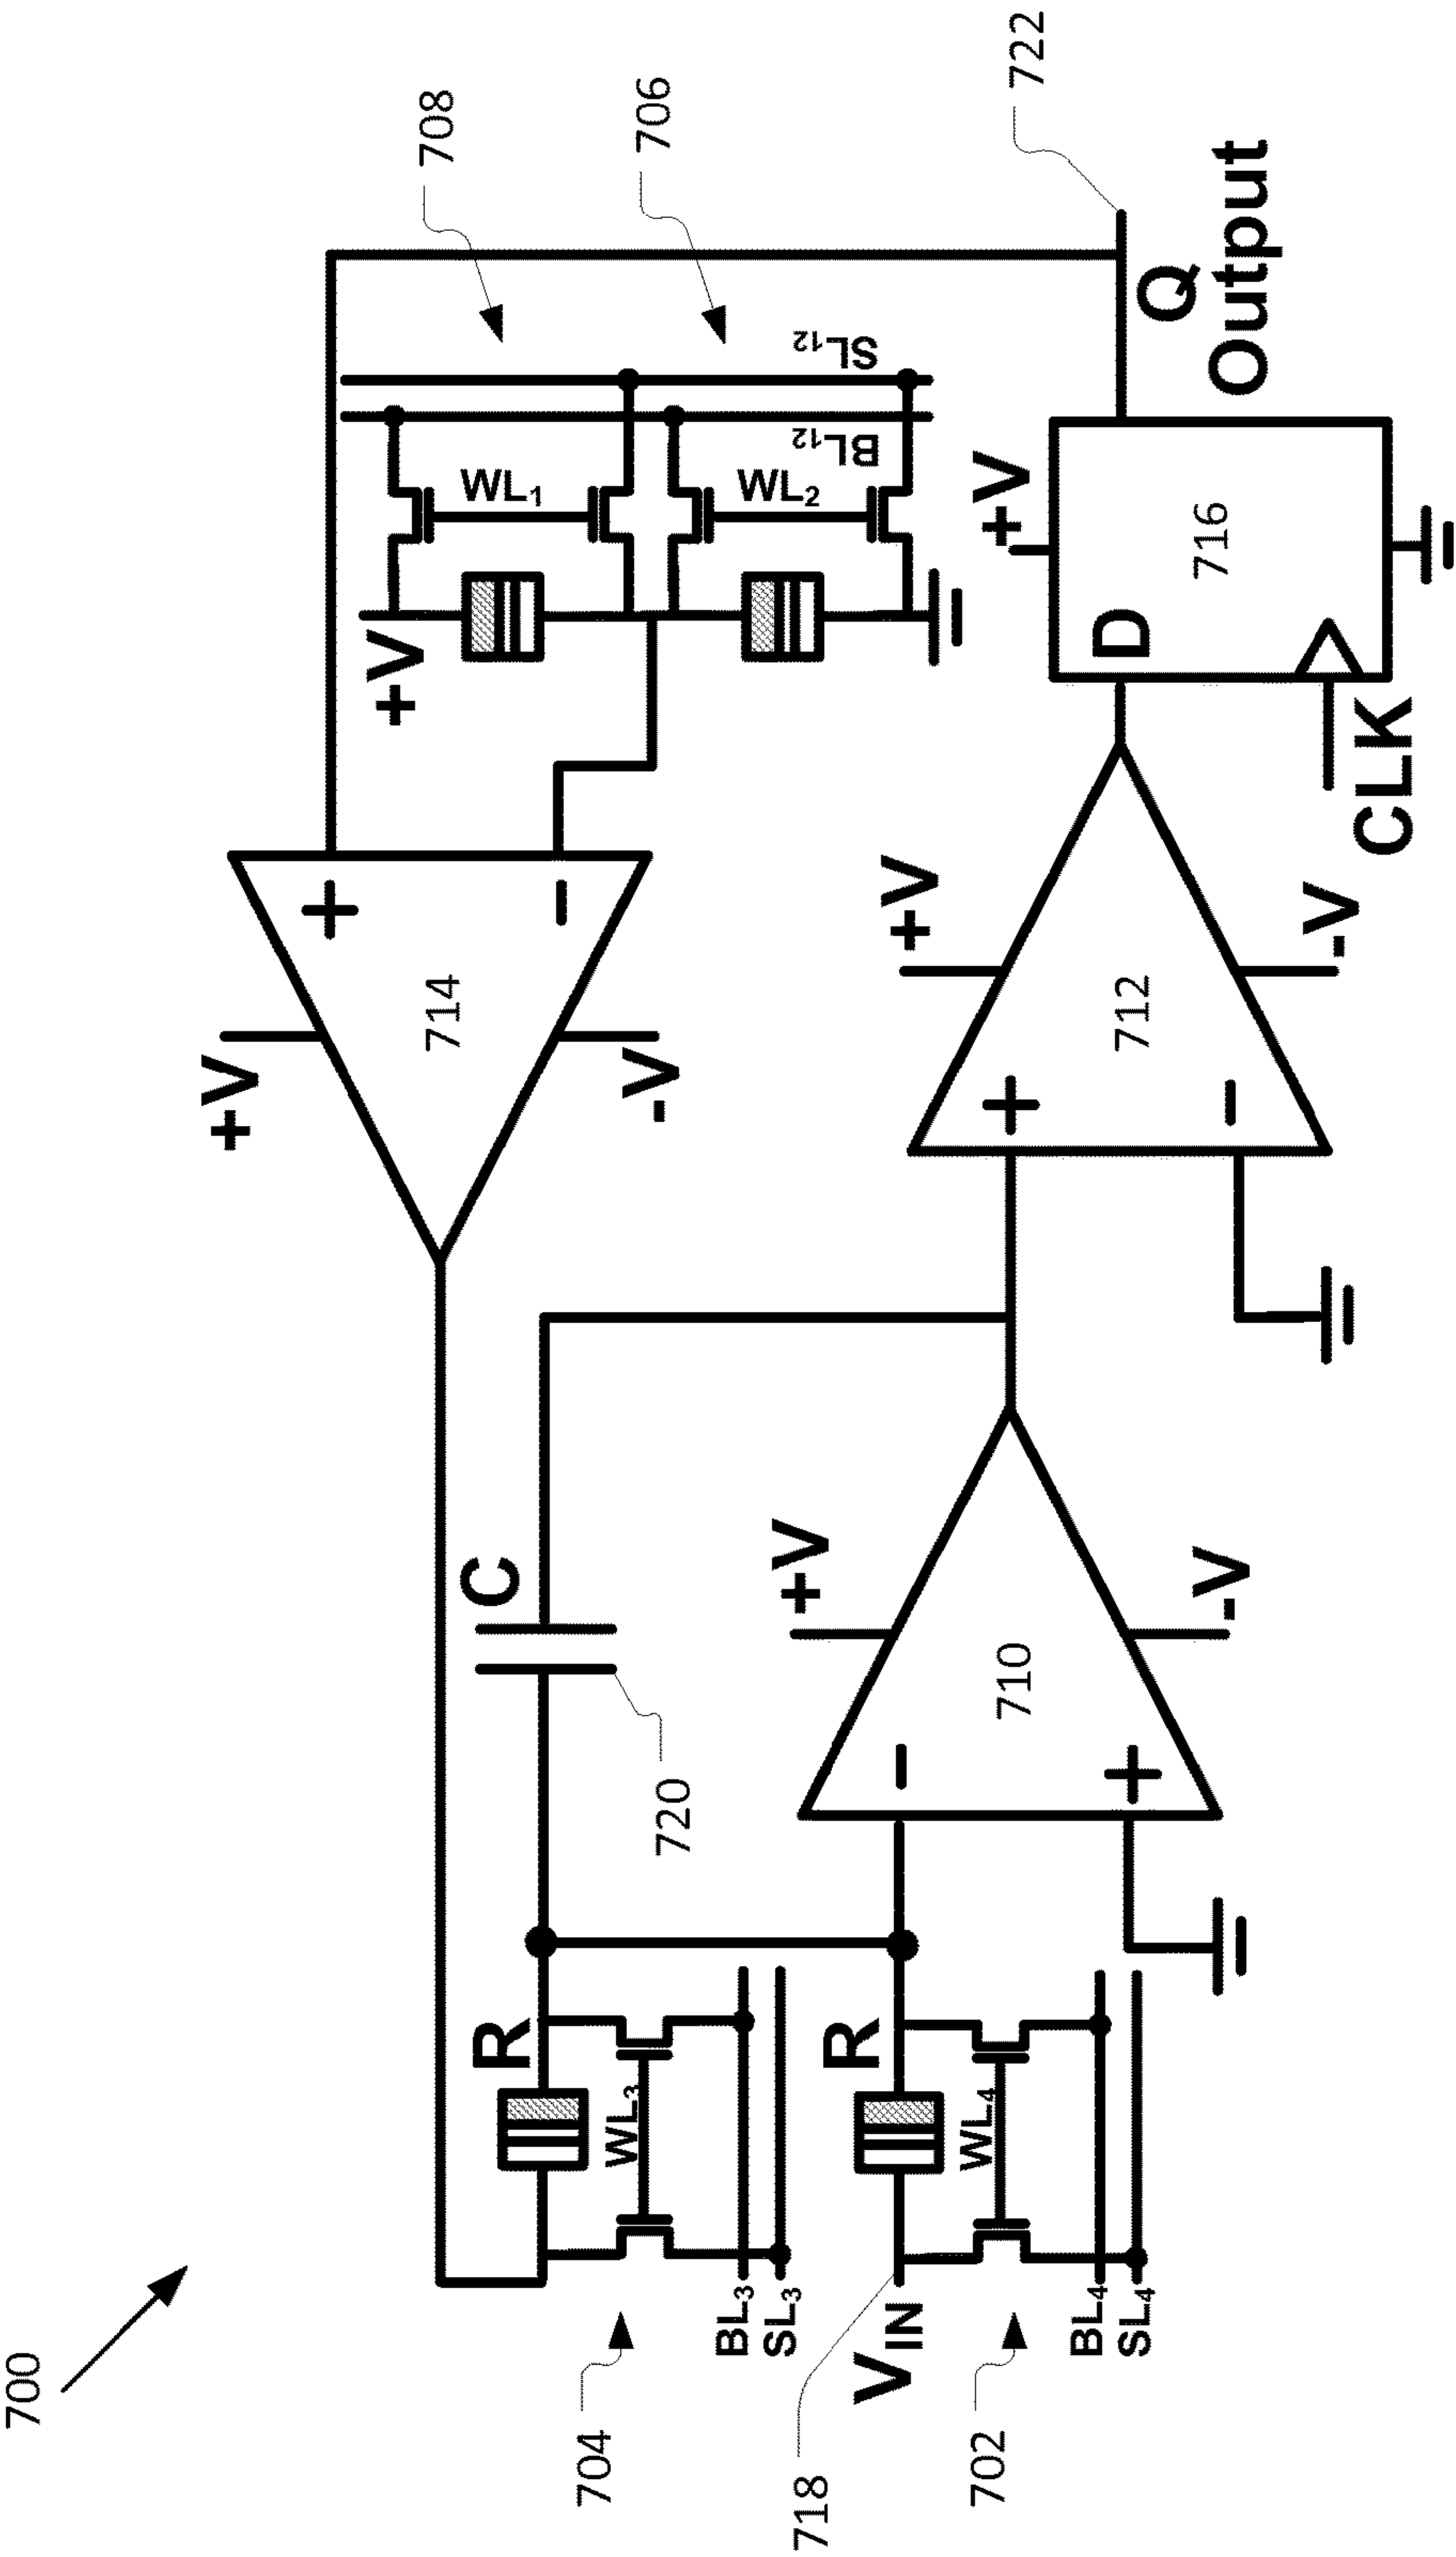 700
+V
708
+V
714
+
-
WL₁
C
R
704
WL₃
-V
706
720
WL₂
BL₃
SL₃
BL₁₂
SL₁₂
718
VIN
R
+V
+V
702
WL₄
-
710
+
+
712
-
+V
722
BL₄
SL₄
-V
D
716
Q
Output
-V
CLK